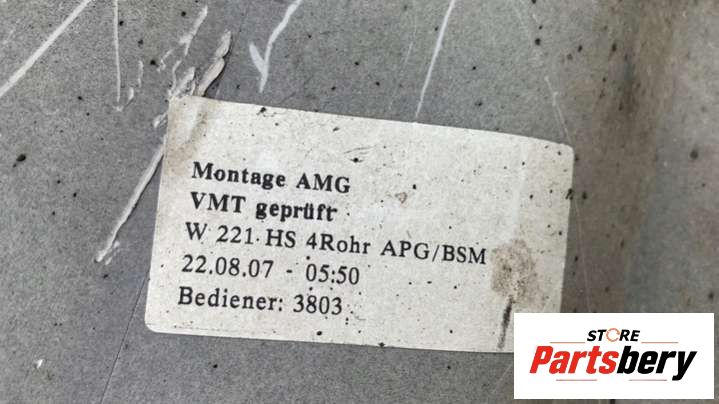 Montage AMG
VMT geprüft
W 221 HS 4Rohr APG/BSM
22.08.07 - 05:50
Bediener: 3803
STORE
Partsbery